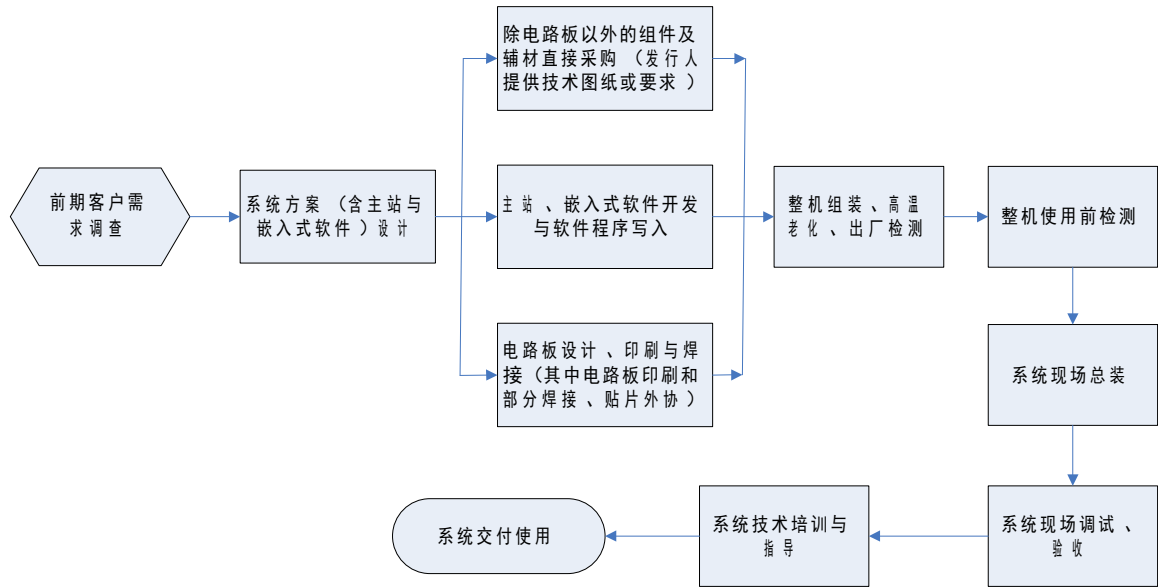 前期客户需
求调查
系统方案（含主站与
嵌入式软件）设计
除电路板以外的组件及
辅材直接采购（发行人
提供技术图纸或要求）
主站、嵌入式软件开发
与软件程序写入
电路板设计、印刷与焊
接（其中电路板印刷和
部分焊接、贴片外协）
整机组装、高温
老化、出厂检测
整机使用前检测
系统现场总装
系统现场调试、
验收
系统技术培训与
指导
系统交付使用